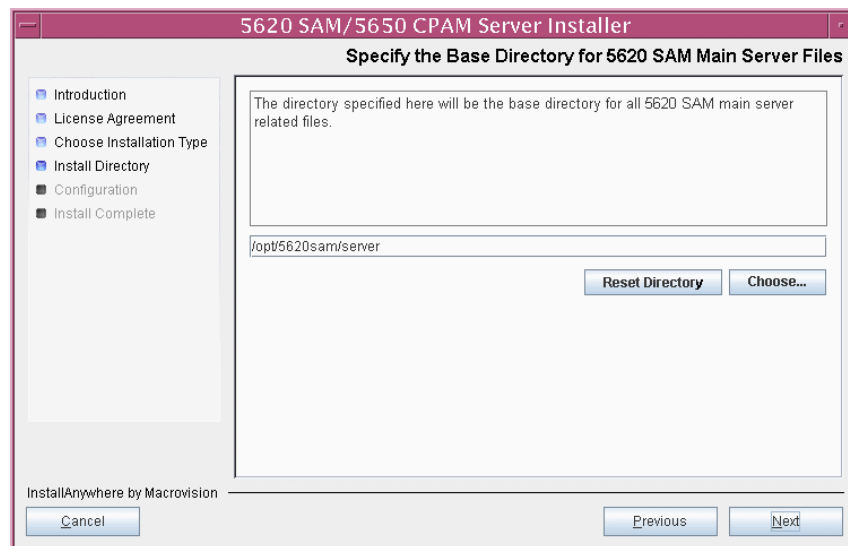 5620 SAM/5650 CPAM Server Installer
Specify the Base Directory for 5620 SAM Main Server Files
Introduction
License Agreement
Choose Installation Type
Install Directory
Configuration
Install Complete
The directory specified here will be the base directory for all 5620 SAM main server
related files.
/opt/5620sam/server
Reset Directory
Choose...
InstallAnywhere by Macrovision
Cancel
Previous
Next